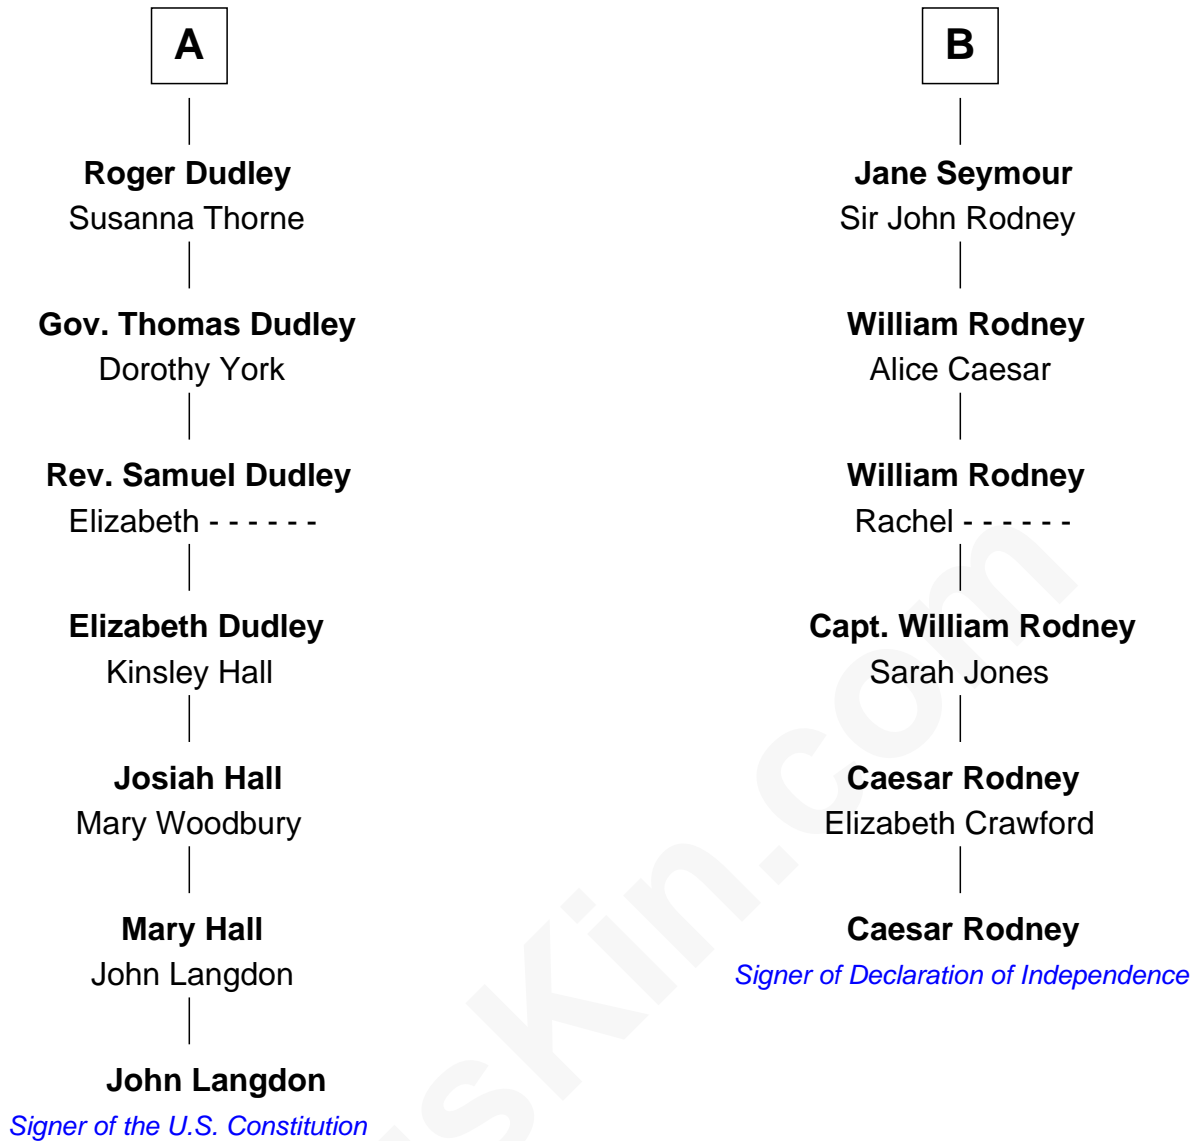 A
Roger Dudley
Susanna Thorne
Gov. Thomas Dudley
Dorothy York
Rev. Samuel Dudley
Elizabeth - - - - - -
Elizabeth Dudley
Kinsley Hall
Josiah Hall
Mary Woodbury
Mary Hall
John Langdon
John Langdon
Signer of the U.S. Constitution
B
Jane Seymour
Sir John Rodney
William Rodney
Alice Caesar
William Rodney
Rachel - - - - - -
Capt. William Rodney
Sarah Jones
Caesar Rodney
Elizabeth Crawford
Caesar Rodney
Signer of Declaration of Independence
usKin.com